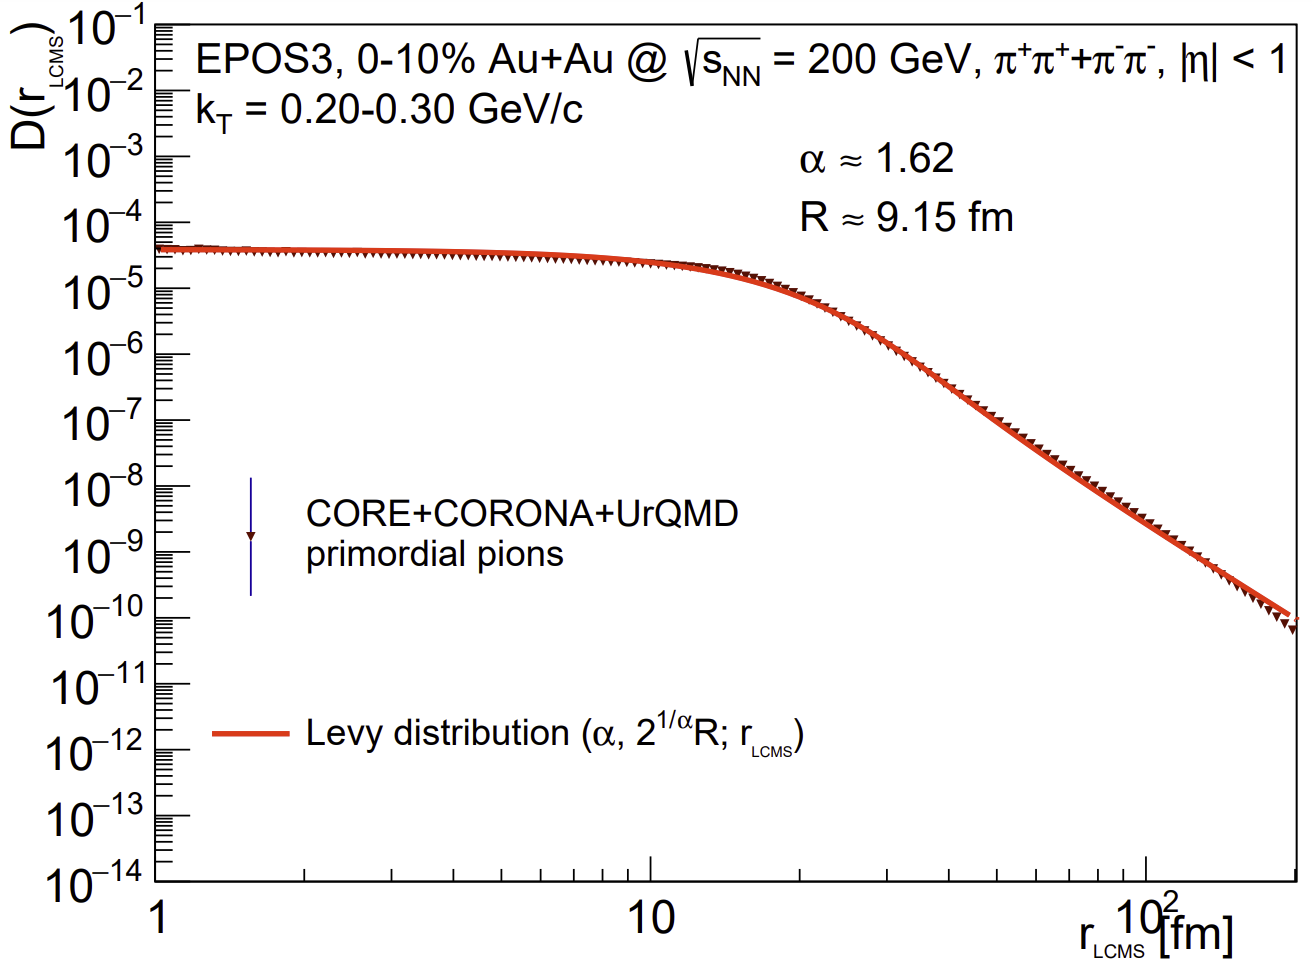 D(r_LCMS)
10⁻¹
10⁻²
10⁻³
10⁻⁴
10⁻⁵
10⁻⁶
10⁻⁷
10⁻⁸
10⁻⁹
10⁻¹⁰
10⁻¹¹
10⁻¹²
10⁻¹³
10⁻¹⁴
EPOS3, 0-10% Au+Au @ √s_NN = 200 GeV, π⁺π⁺+π⁻π⁻, |η| < 1
k_T = 0.20-0.30 GeV/c
α ≈ 1.62
R ≈ 9.15 fm
CORE+CORONA+UrQMD
primordial pions
Levy distribution (α, 2^{1/α}R; r_LCMS)
1 10 10²
r_LCMS [fm]